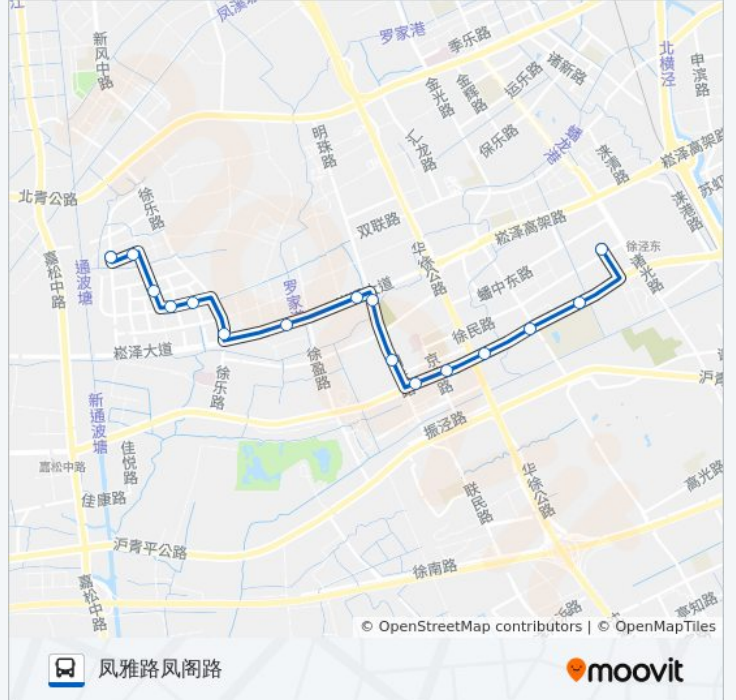 江
凤溪塘
罗家港
季乐路
新风中路
金光路
金辉路
运乐路
诸新路
北横泾
申滨路
明珠路
汇龙路
保乐路
蟠龙港
涞清路
崧泽高架路
苏虹
涞港路
北青公路
徐乐路
双联路
崧泽高架路
徐泾东
诸光路
嘉松中路
通波塘
罗家港
道
华徐公路
蟠中东路
徐民路
京
路
崧泽大道
徐盈路
徐乐路
沪青
新通波塘
佳悦路
振泾路
嘉松中路
佳康路
联民路
华徐公路
高光路
沪青平公路
徐南路
嘉松中路
高知路
© OpenStreetMap contributors | © OpenMapTiles
凤雅路凤阁路
moovit